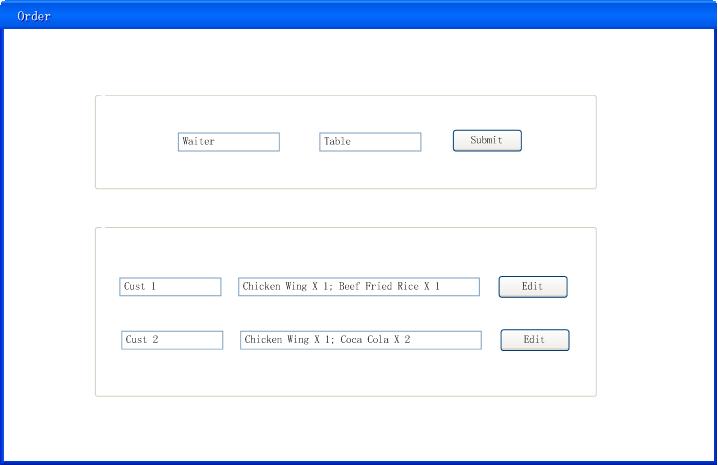 Order
Waiter Table Submit
Cust 1 Chicken Wing X 1; Beef Fried Rice X 1 Edit
Cust 2 Chicken Wing X 1; Coca Cola X 2 Edit